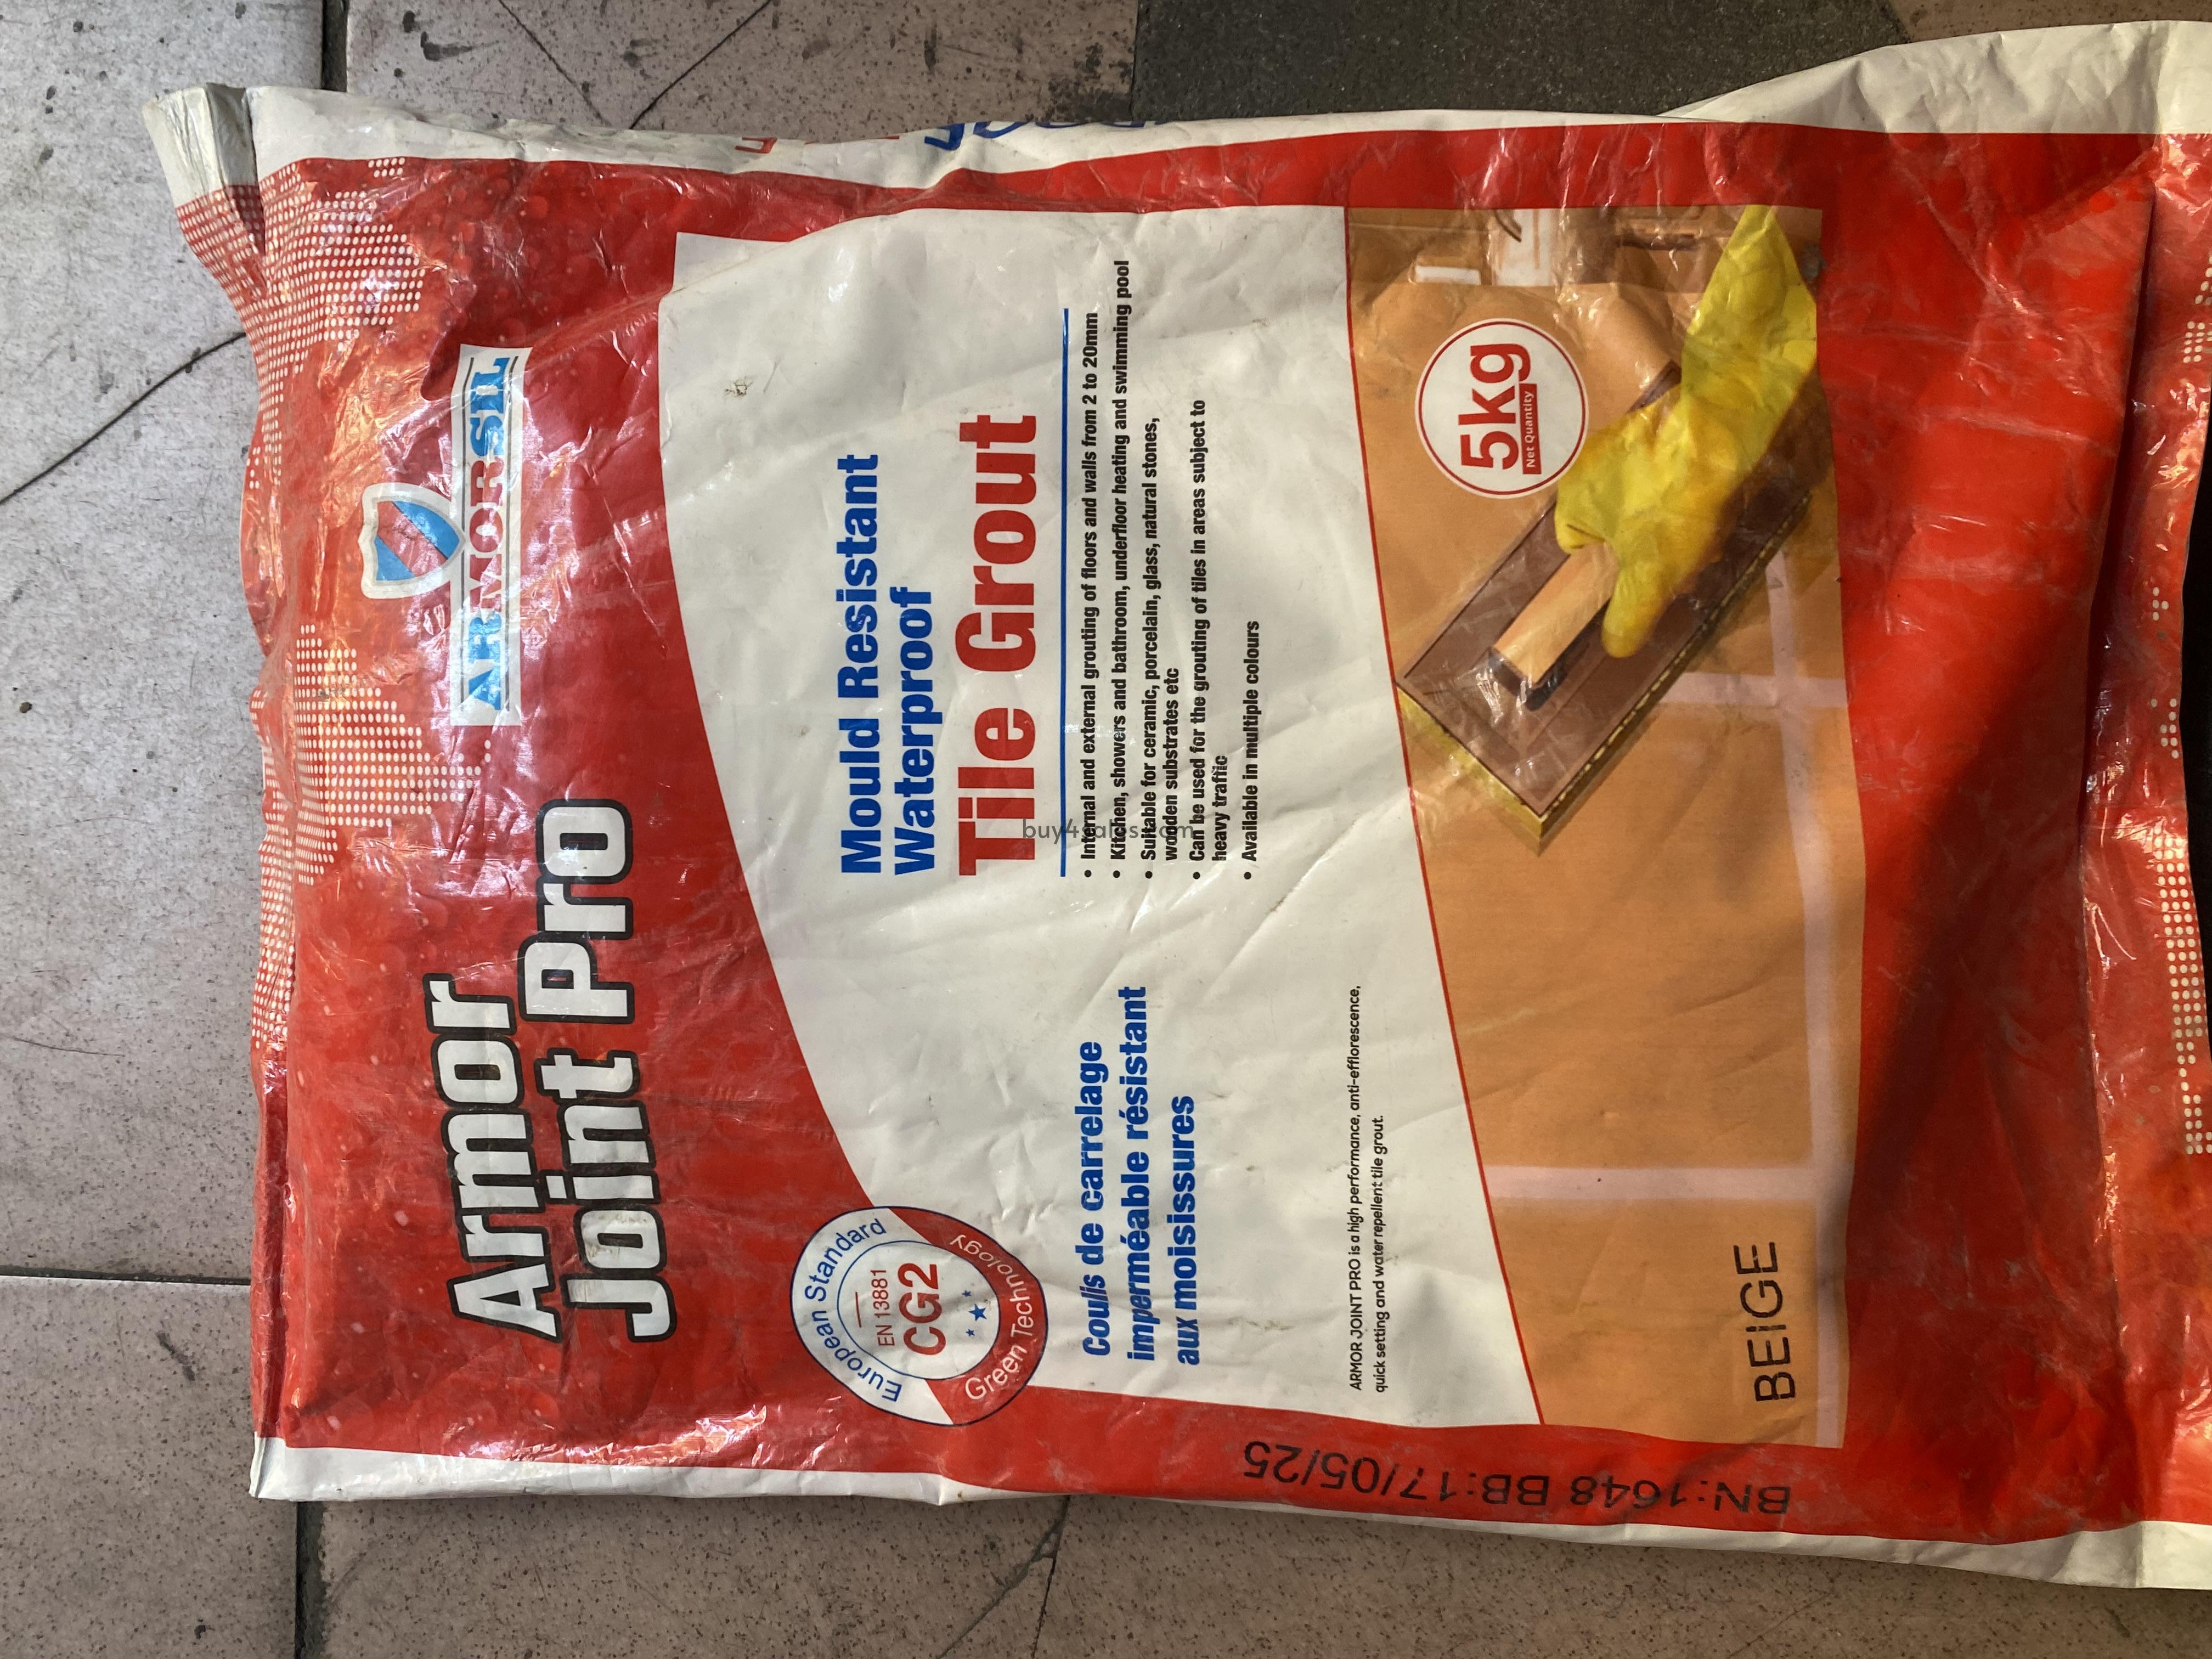 ARMORSIL
Armor
Joint Pro
European Standard
EN 13881
CG2
Green Technology
Mould Resistant
Waterproof
Tile Grout
• Internal and external grouting of floors and walls from 2 to 20mm
• Kitchen, showers and bathroom, underfloor heating and swimming pool
• Suitable for ceramic, porcelain, glass, natural stones,
wooden substrates etc
• Can be used for the grouting of tiles in areas subject to
heavy traffic
• Available in multiple colours
Coulis de carrelage
imperméable résistant
aux moisissures
ARMOR JOINT PRO is a high performance, anti-efflorescence,
quick setting and water repellent tile grout.
5kg
Net Quantity
BEIGE
BN:1648 BB:17/05/25
buy4sales.com